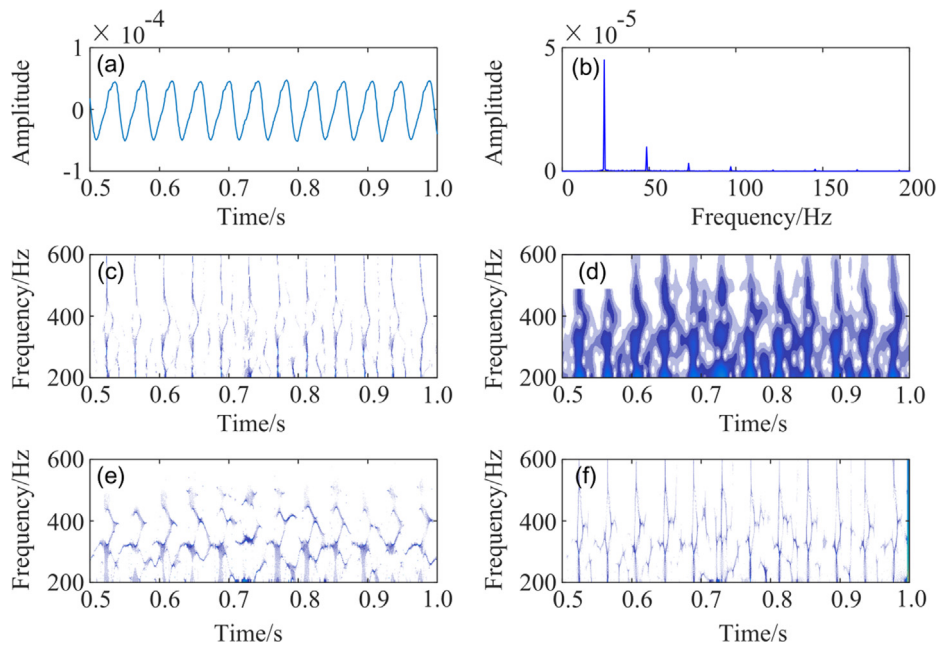 × 10⁻⁴
(a)
Amplitude
1
0
-1
0.5 0.6 0.7 0.8 0.9 1.0
Time/s
× 10⁻⁵
(b)
Amplitude
5
0
0 50 100 150 200
Frequency/Hz
(c)
Frequency/Hz
600
400
200
0.5 0.6 0.7 0.8 0.9 1.0
Time/s
(d)
Frequency/Hz
600
400
200
0.5 0.6 0.7 0.8 0.9 1.0
Time/s
(e)
Frequency/Hz
600
400
200
0.5 0.6 0.7 0.8 0.9 1.0
Time/s
(f)
Frequency/Hz
600
400
200
0.5 0.6 0.7 0.8 0.9 1.0
Time/s